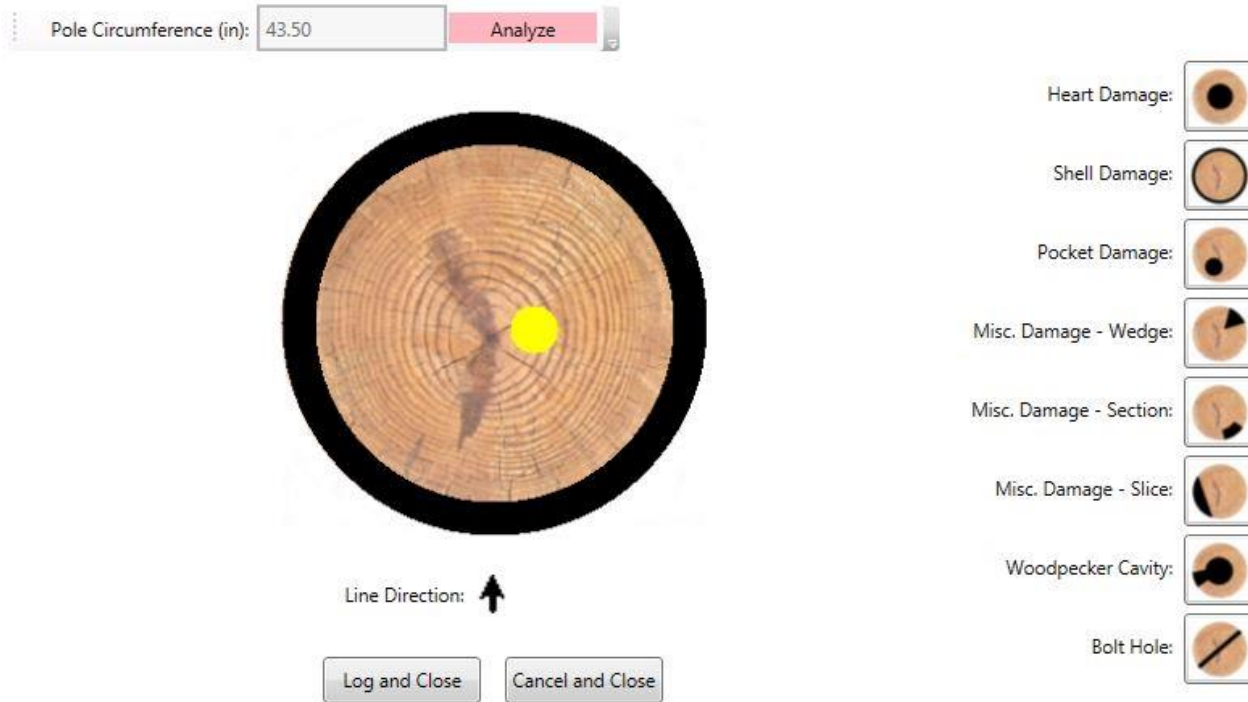 Pole Circumference (in): 43.50 Analyze
Heart Damage:
Shell Damage:
Pocket Damage:
Misc. Damage - Wedge:
Misc. Damage - Section:
Misc. Damage - Slice:
Woodpecker Cavity:
Bolt Hole:
Line Direction:
Log and Close Cancel and Close